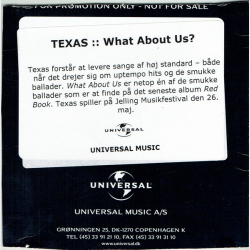 FOR PROMOTION ONLY - NOT FOR SALE
TEXAS :: What About Us?
Texas forstår at levere sange af høj standard – både
når det drejer sig om uptempo hits og de smukke
ballader. What About Us er netop én af de smukke
ballader som er at finde på det seneste album Red
Book. Texas spiller på Jelling Musikfestival den 26.
maj.
UNIVERSAL
UNIVERSAL MUSIC
UNIVERSAL
UNIVERSAL MUSIC A/S
GRØNNINGEN 25, DK-1270 COPENHAGEN K
TEL (45) 33 91 21 10, FAX (45) 33 91 31 10
www.universal.dk